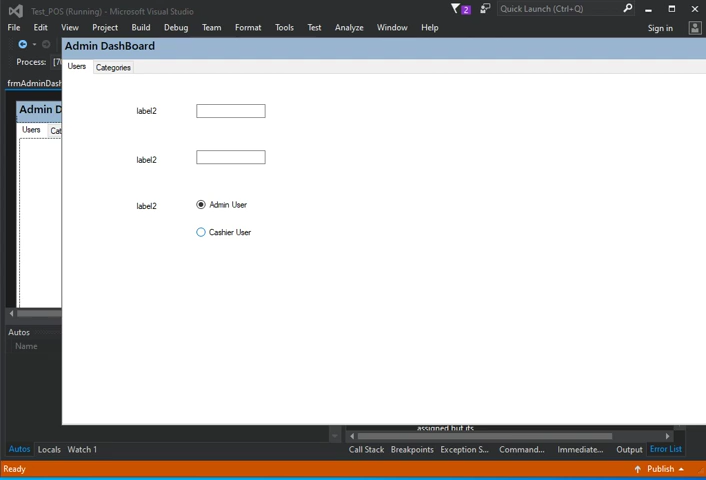 Test_POS (Running) - Microsoft Visual Studio
2
Quick Launch (Ctrl+Q)
File Edit View Project Build Debug Team Format Tools Test Analyze Window Help
Sign in
Admin DashBoard
Process:
Users Categories
frmAdminDash
Admin D
Users Cat
label2
label2
label2 Admin User
Cashier User
Autos
Name
assigned but its
Autos Locals Watch 1
Call Stack Breakpoints Exception S... Command... Immediate... Output Error List
Ready
Publish